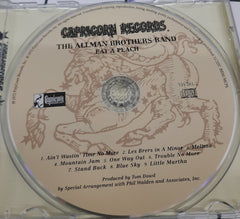 CAPRICORN RECORDS
THE ALLMAN BROTHERS BAND
EAT A PEACH
Capricorn
1. Ain't Wastin' Time No More 2. Les Brers in A Minor 3. Melissa
4. Mountain Jam 5. One Way Out 6. Trouble No More
7. Stand Back 8. Blue Sky 9. Little Martha
Produced by Tom Dowd
by Special Arrangement with Phil Walden and Associates, Inc.